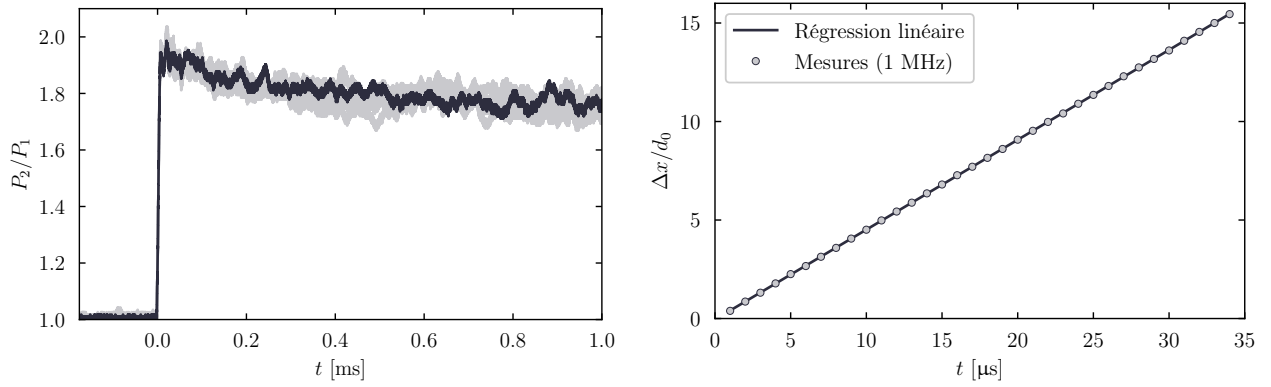 P₂/P₁
2.0
1.8
1.6
1.4
1.2
1.0
0.0 0.2 0.4 0.6 0.8 1.0
t [ms]
Δx/d₀
15
10
5
0
Régression linéaire
Mesures (1 MHz)
0 5 10 15 20 25 30 35
t [μs]